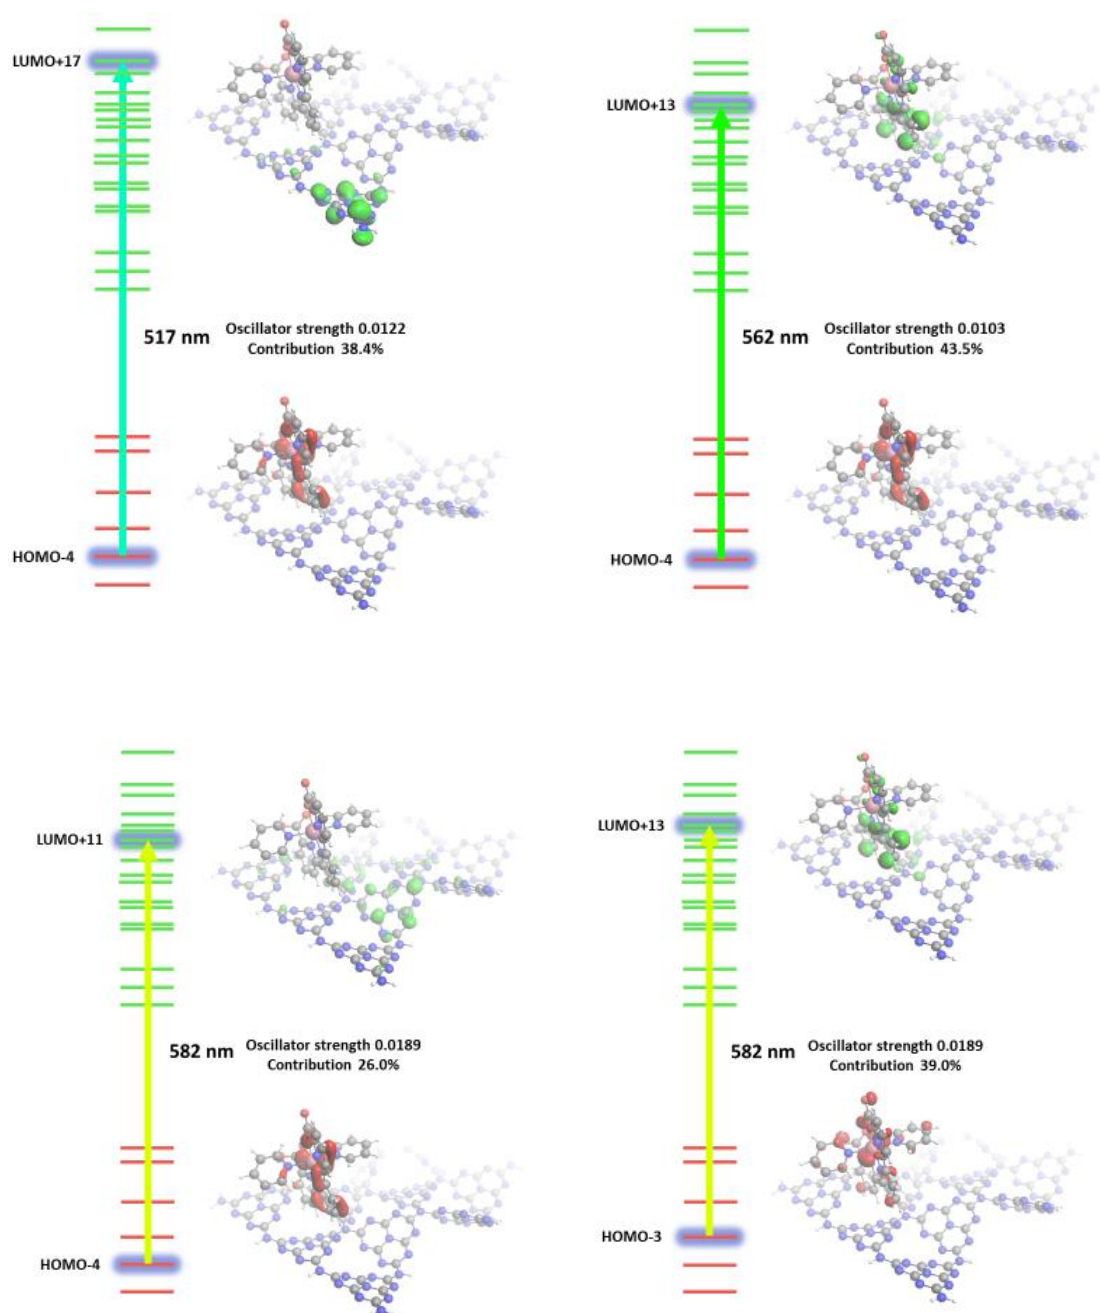 LUMO+17
517 nm
Oscillator strength 0.0122
Contribution 38.4%
HOMO-4
LUMO+13
562 nm
Oscillator strength 0.0103
Contribution 43.5%
HOMO-4
LUMO+11
582 nm
Oscillator strength 0.0189
Contribution 26.0%
HOMO-4
LUMO+13
582 nm
Oscillator strength 0.0189
Contribution 39.0%
HOMO-3